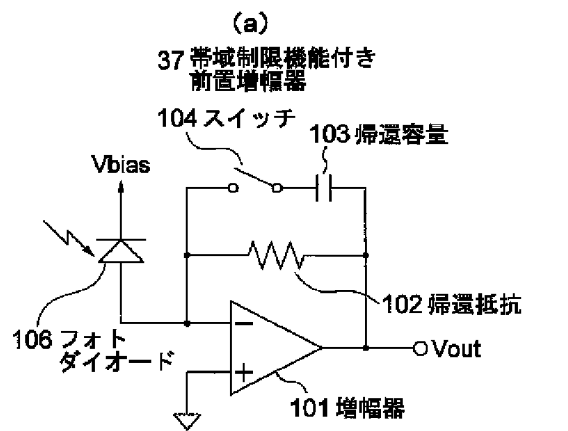 (a)
37 帯域制限機能付き
前置増幅器
104 スイッチ
103 帰還容量
Vbias
102 帰還抵抗
106 フォト
ダイオード
Vout
101 増幅器